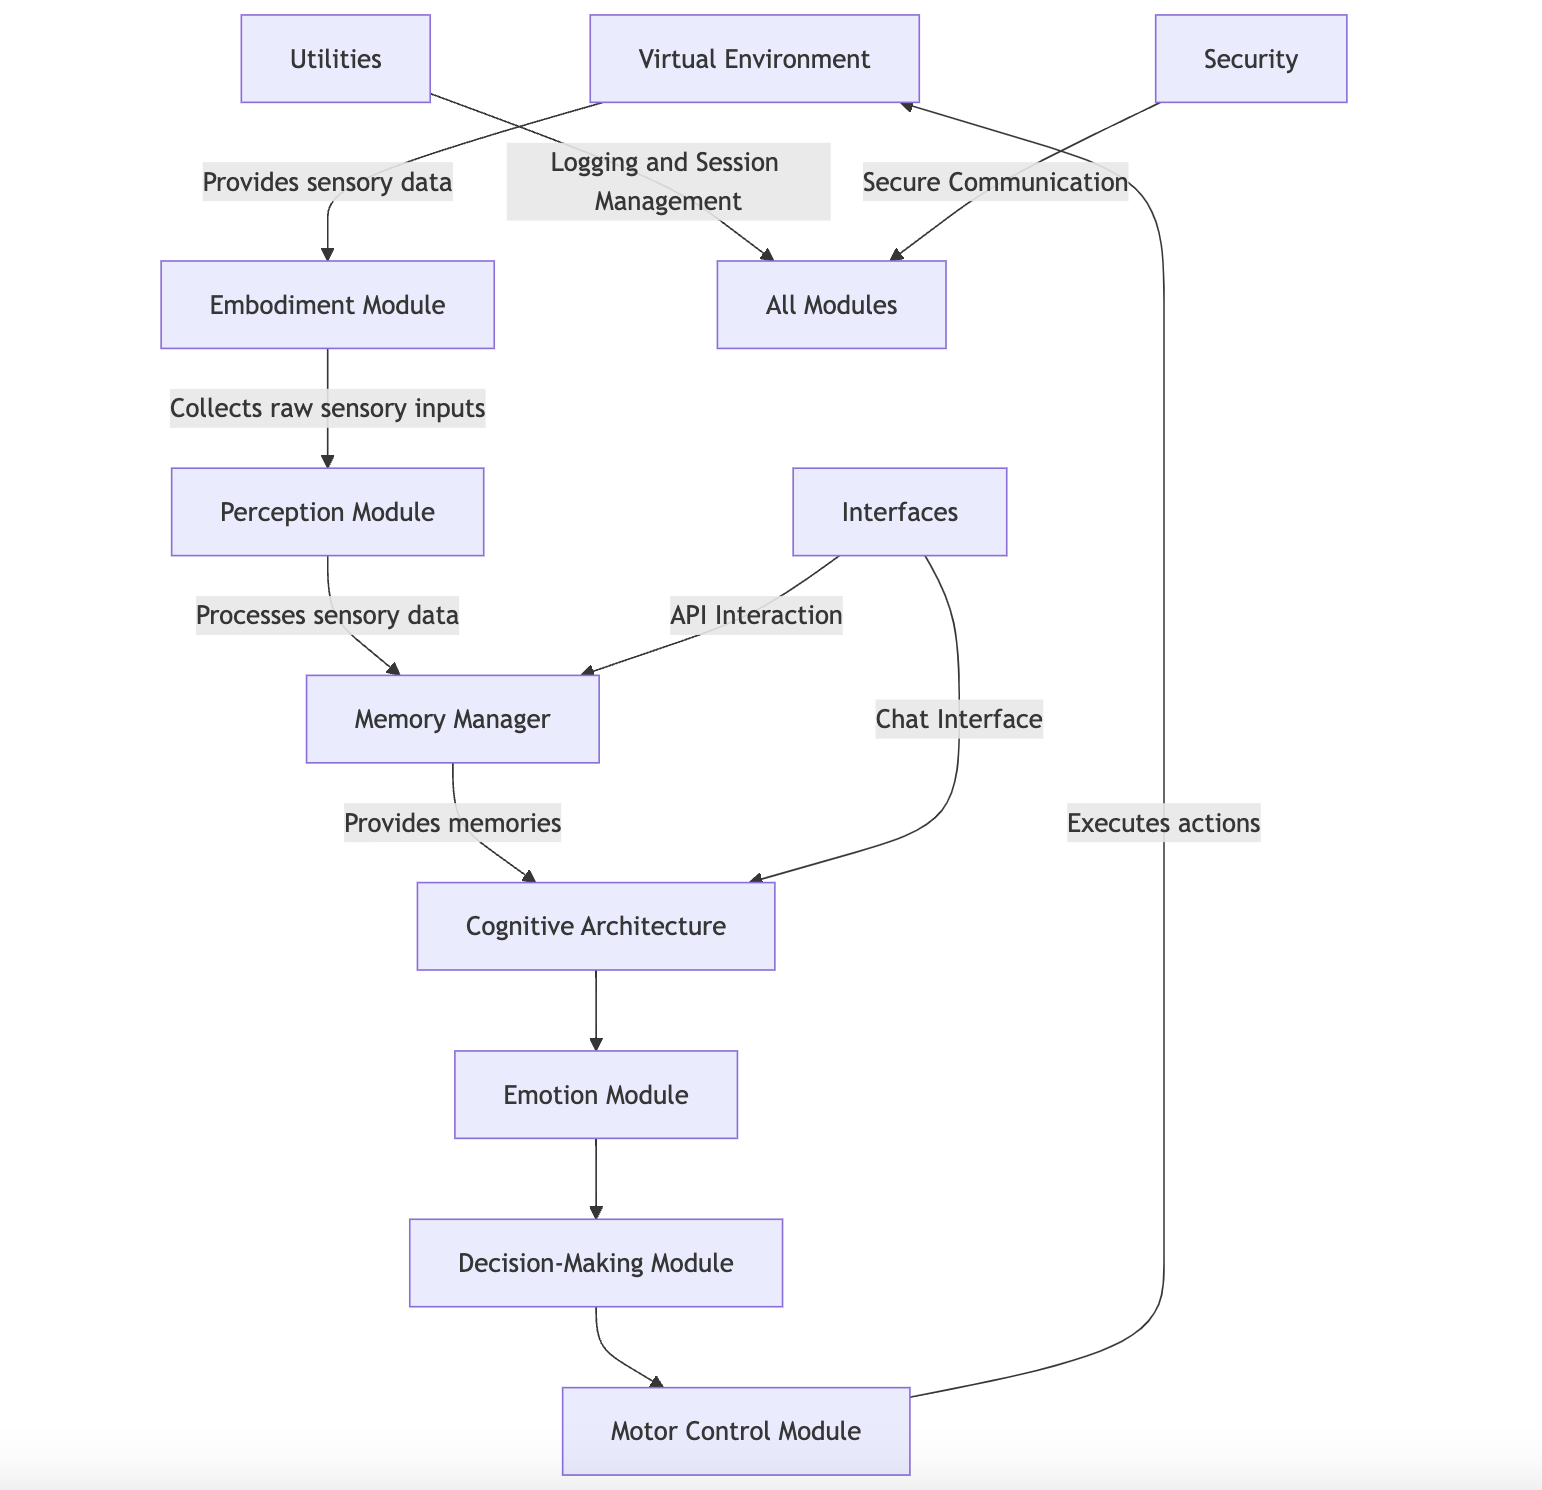 Utilities
Virtual Environment
Security
Provides sensory data
Logging and Session
Management
Secure Communication
Embodiment Module
All Modules
Collects raw sensory inputs
Perception Module
Interfaces
Processes sensory data
API Interaction
Memory Manager
Chat Interface
Provides memories
Executes actions
Cognitive Architecture
Emotion Module
Decision-Making Module
Motor Control Module